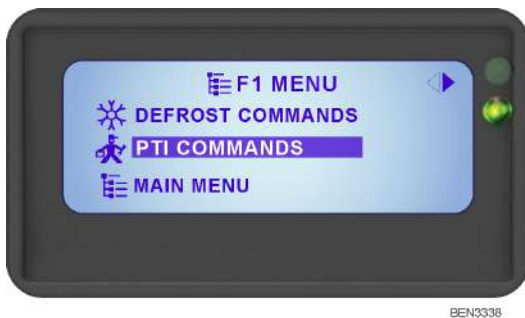 F1 MENU
DEFROST COMMANDS
PTI COMMANDS
MAIN MENU
BEN3338